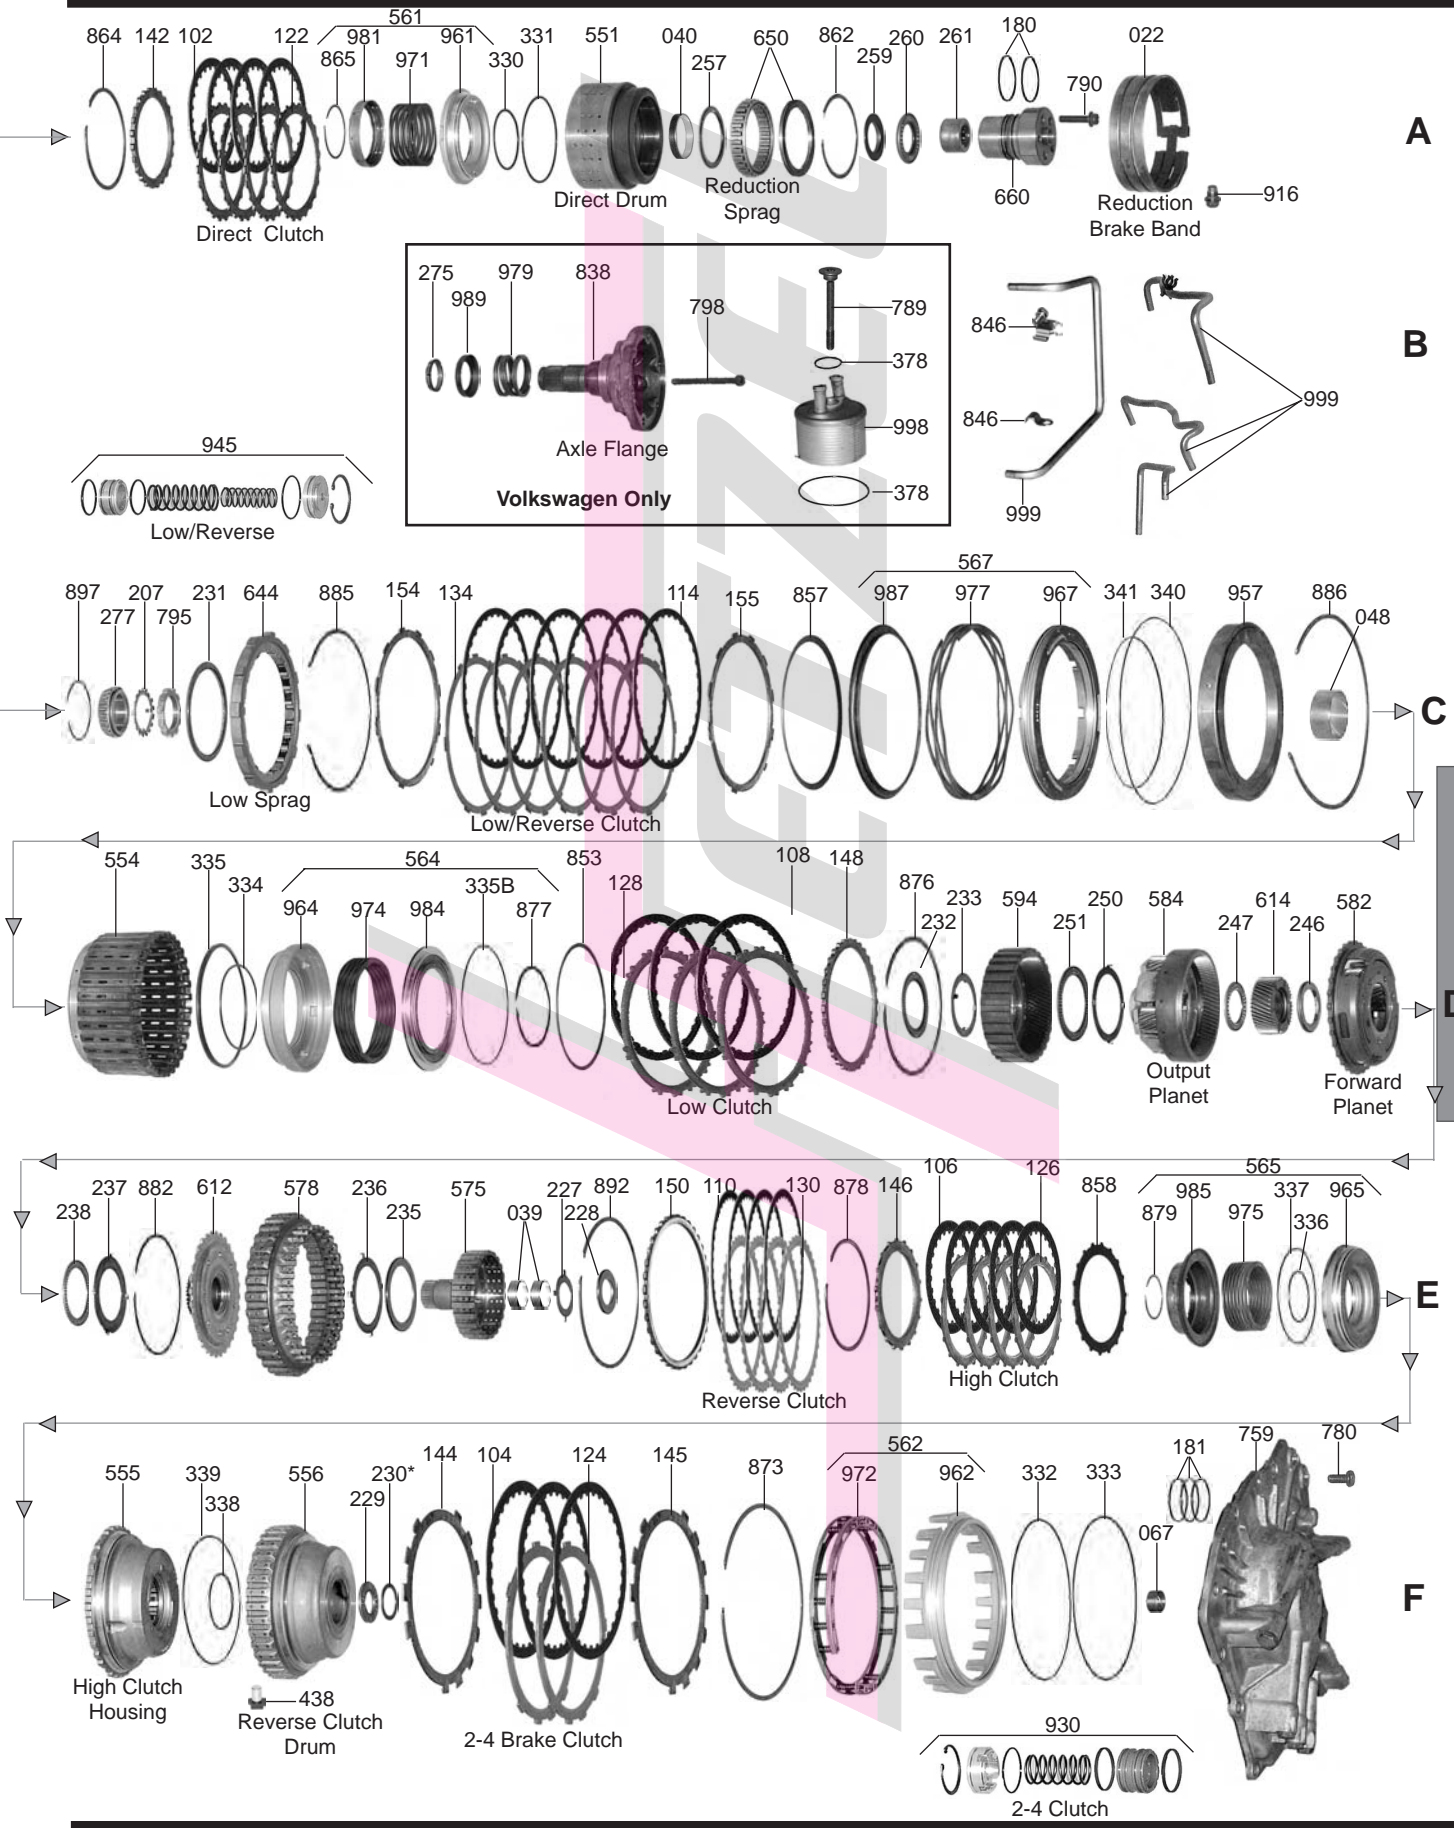 561
864 142 102 122 981 961 331 551 040 650 862 260 261 180 022
865 971 330 257 259 790
A
660 916
Direct Clutch
Direct Drum
Reduction
Sprag
Reduction
Brake Band
275 979 838
989 798 789
378
998
378
Axle Flange
Volkswagen Only
846
846
999
999
B
945
Low/Reverse
567
897 207 231 644 885 154 134 114 155 857 987 977 967 341 340 957 886
277 795 048
C
Low Sprag
Low/Reverse Clutch
554 335 564 853 108 148
334 335B 128 876 233 594 250 584 614 582
964 974 984 877 232 251 247 246
D
Low Clutch
Output
Planet
Forward
Planet
106 126 565
237 882 612 578 236 575 227 892 150 110 130 878 146 858 985 337 965
238 235 039 228 879 975 336
E
Reverse Clutch
High Clutch
562
555 339 556 230* 144 104 124 145 873 972 962 332 333 181 759 780
338 229 067
F
High Clutch
Housing
438
Reverse Clutch
Drum
2-4 Brake Clutch
930
2-4 Clutch